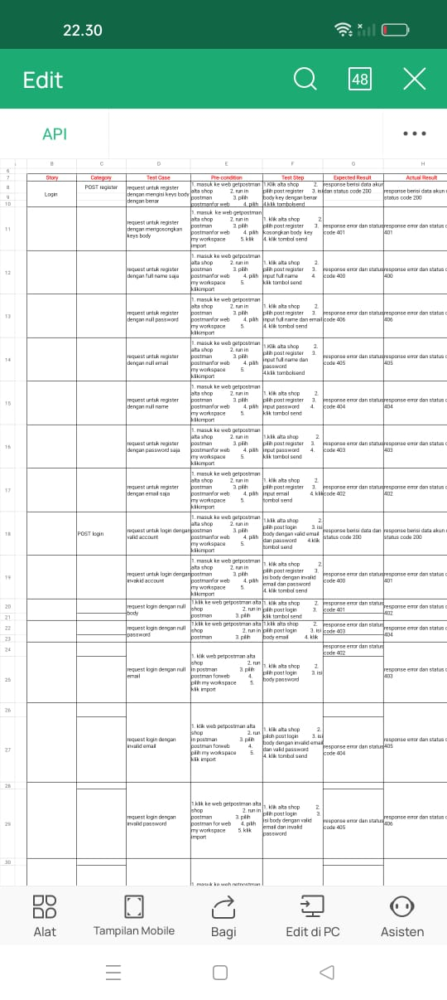 22.30
Edit
48
API
B C D E F G H
6
7 Story Category Test Case Pre-condition Test Step Expected Result Actual Result
8
9
10
Login
POST register
request untuk register
dengan mengisi keys body
dengan benar
1. masuk ke web getpostman
alta shop 2. run in
postman 3. pilih
postmanfor web 4. pilih
1.Klik alta shop 2.
pilih post register 3. isi
body key dengan benar
4.klik tombolsend
response berisi data akun
dan status code 200
response berisi data akun
status code 200
11
request untuk register
dengan mengosongkan
keys body
1. masuk ke web getpostman
alta shop 2. run in
postman 3. pilih
postmanfor web 4. pilih
my workspace 5. klik
import
1. klik alta shop 2.
pilih post register 3.
kosongkan body key
4. klik tombol send
response error dan status
code 401
response error dan status c
401
12
request untuk register
dengan full name saja
1. masuk ke web getpostman
alta shop 2. run in
postman 3. pilih
postmanfor web 4. pilih
my workspace 5.
klikimport
1. klik alta shop 2.
pilih post register 3.
input full name 4.
klik tombol send
response error dan status
code 400
response error dan status c
400
13
request untuk register
dengan null password
1. masuk ke web getpostman
alta shop 2. run in
postman 3. pilih
postmanfor web 4. pilih
my workspace 5.
klikimport
1. klik alta shop 2.
pilih post register 3.
input full name dan email
4. klik tombol send
response error dan status
code 406
response error dan status c
406
14
request untuk register
dengan null email
1. masuk ke web getpostman
alta shop 2. run in
postman 3. pilih
postmanfor web 4. pilih
my workspace 5.
klikimport
1.Klik alta shop 2.
pilih post register 3.
input full name dan
password
4.klik tombolsend
response error dan status
code 405
response error dan status c
405
15
request untuk register
dengan null name
1. masuk ke web getpostman
alta shop 2. run in
postman 3. pilih
postmanfor web 4. pilih
my workspace 5.
klikimport
1. klik alta shop 2.
pilih post register 3.
input password 4.
klik tombol send
response error dan status
code 404
response error dan status c
404
16
request untuk register
dengan password saja
1. masuk ke web getpostman
alta shop 2. run in
postman 3. pilih
postmanfor web 4. pilih
my workspace 5.
klikimport
1.klik alta shop 2.
pilih post register 3.
input password 4.
klik tombol send
response error dan status
code 403
response error dan status c
403
17
request untuk register
dengan email saja
1. masuk ke web getpostman
alta shop 2. run in
postman 3. pilih
postmanfor web 4. pilih
my workspace 5.
klikimport
1. klik alta shop 2.
pilih post register 3.
input email 4. klik
tombol send
response error dan status
code 402
response error dan status c
402
18
POST login
request untuk login dengan
valid account
1. masuk ke web getpostman
alta shop 2. run in
postman 3. pilih
postmanfor web 4. pilih
my workspace 5.
klikimport
1.klik alta shop 2.
pilih post login 3. isi
body dengan valid email
dan password 4.klik
tombol send
response berisi data dan
status code 200
response berisi data akun
status code 200
19
request untuk login dengan
invakid account
1. masuk ke web getpostman
alta shop 2. run in
postman 3. pilih
postmanfor web 4. pilih
my workspace 5.
klikimport
1. klik alta shop 2.
pilih post register 3.
isi body dengan invalid
email dan password
4. klik tombol send
response error dan status
code 400
response error dan status c
401
20
21
request login dengan null
body
1.klik ke web getpostman alta
shop 2. run in
postman 3. pilih
1. klik alta shop 2.
pilih post login 3.
klik tombol send
response error dan status
code 401
response error dan status c
402
22
23
request login dengan null
password
1.klik ke web getpostman alta
shop 2. run in
postman 3. pilih
1.klik alta shop 2.
pilih post login 3. isi
body email 4. klik
response error dan status
code 403
response error dan status c
404
24
response error dan status
code 402
25
request login dengan null
email
1. klik web getpostman alta
shop 2. run
in postman 3. pilih
postman forweb 4.
pilih my workspace 5.
klik import
1. klik alta shop 2.
pilih post login 3. isi
body password
response error dan status c
403
26
27
request login dengan
invalid email
1. klik web petpostman alta
shop 2. run
in postman 3. pilih
postman forweb 4.
pilih my workspace 5.
klik import
1. klik alta shop 2.
piloh post login 3. isi
body dengan invalid email
dan valid password
4. klik tombol send
response error dan status
code 404
response error dan status c
405
28
29
request login dengan
invalid password
1.klik ke web getpostman alta
shop 2. run in
postman 3. pilih
postman for web 4. pilih
my workspace 5. klik
import
1. klik alta shop 2.
pilih post login 3.
isi body dengan valid
email dan invalid
password
response error dan status
code 405
response error dan status c
406
30
1. masuk ke web getpostman
Alat Tampilan Mobile Bagi Edit di PC Asisten